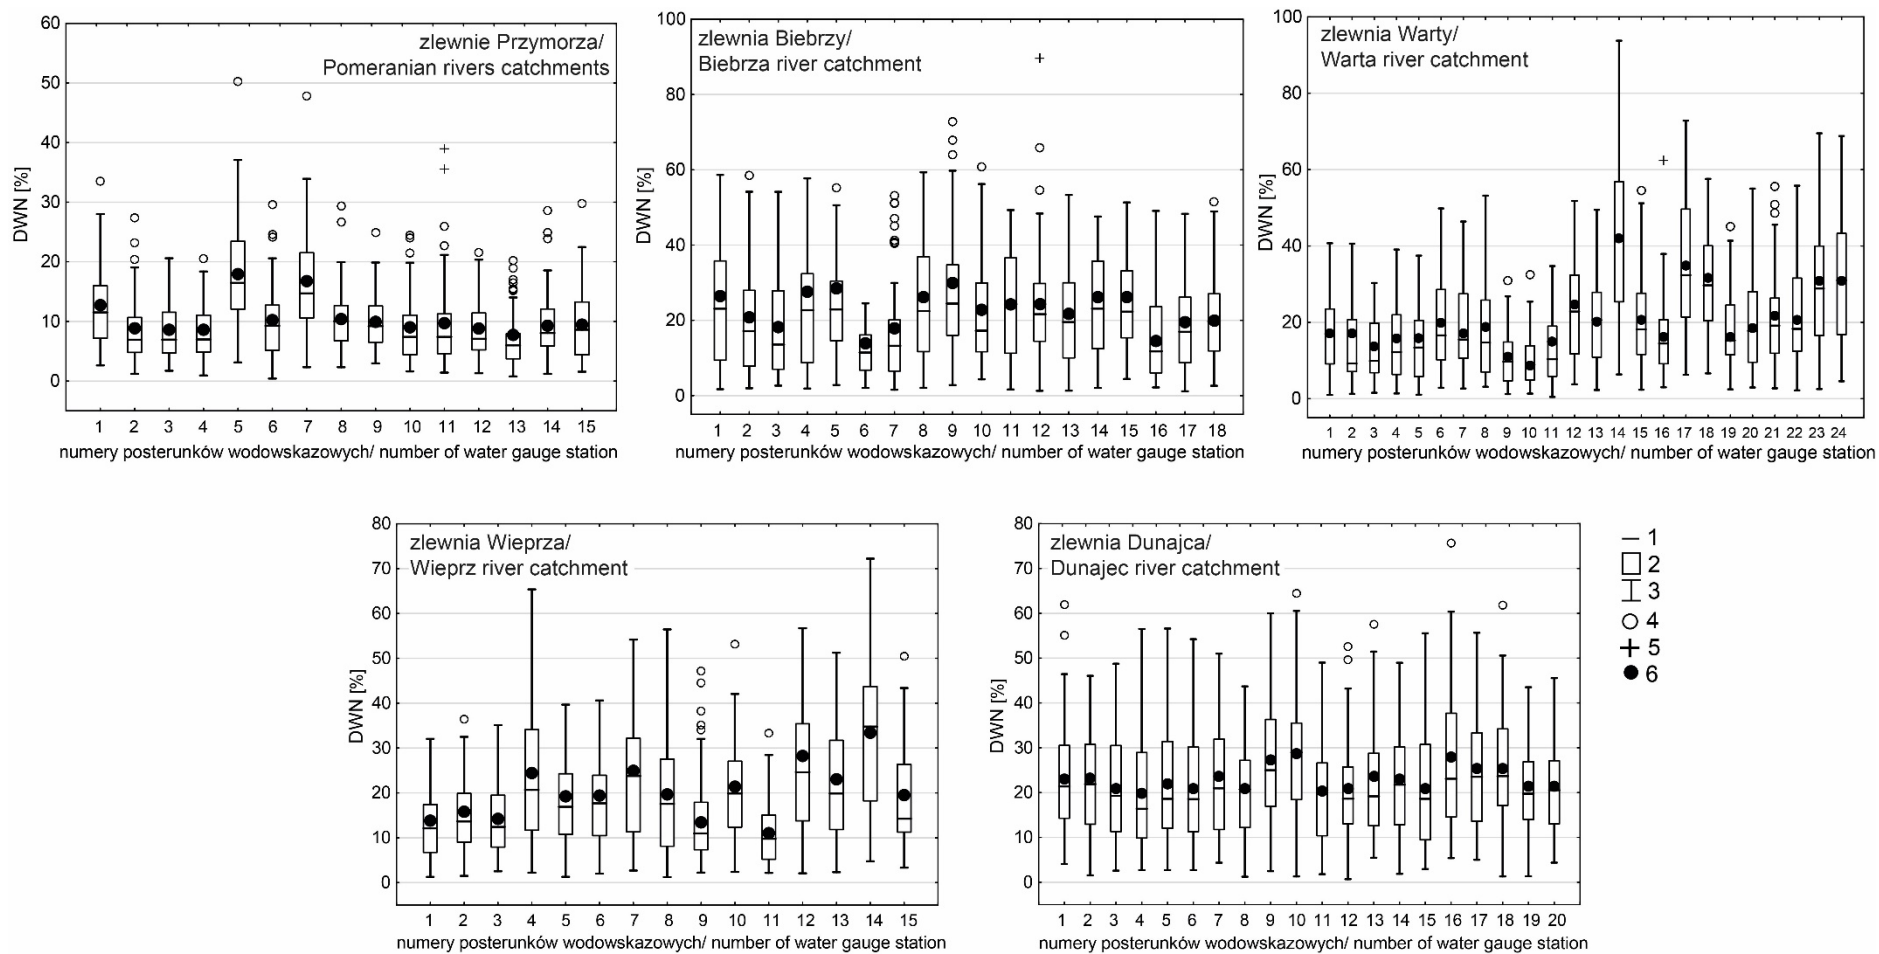 zlewnie Przymorza/
Pomeranian rivers catchments
DWN [%]
60
50
40
30
20
10
0
1 2 3 4 5 6 7 8 9 10 11 12 13 14 15
numery posterunków wodowskazowych/ number of water gauge station
zlewnia Biebrzy/
Biebrza river catchment
DWN [%]
100
80
60
40
20
0
1 2 3 4 5 6 7 8 9 10 11 12 13 14 15 16 17 18
numery posterunków wodowskazowych/ number of water gauge station
zlewnia Warty/
Warta river catchment
DWN [%]
100
80
60
40
20
0
1 2 3 4 5 6 7 8 9 10 11 12 13 14 15 16 17 18 19 20 21 22 23 24
numery posterunków wodowskazowych/ number of water gauge station
zlewnia Wieprza/
Wieprz river catchment
DWN [%]
80
70
60
50
40
30
20
10
0
1 2 3 4 5 6 7 8 9 10 11 12 13 14 15
numery posterunków wodowskazowych/ number of water gauge station
zlewnia Dunajca/
Dunajec river catchment
DWN [%]
80
70
60
50
40
30
20
10
0
1 2 3 4 5 6 7 8 9 10 11 12 13 14 15 16 17 18 19 20
numery posterunków wodowskazowych/ number of water gauge station
1
2
3
4
5
6